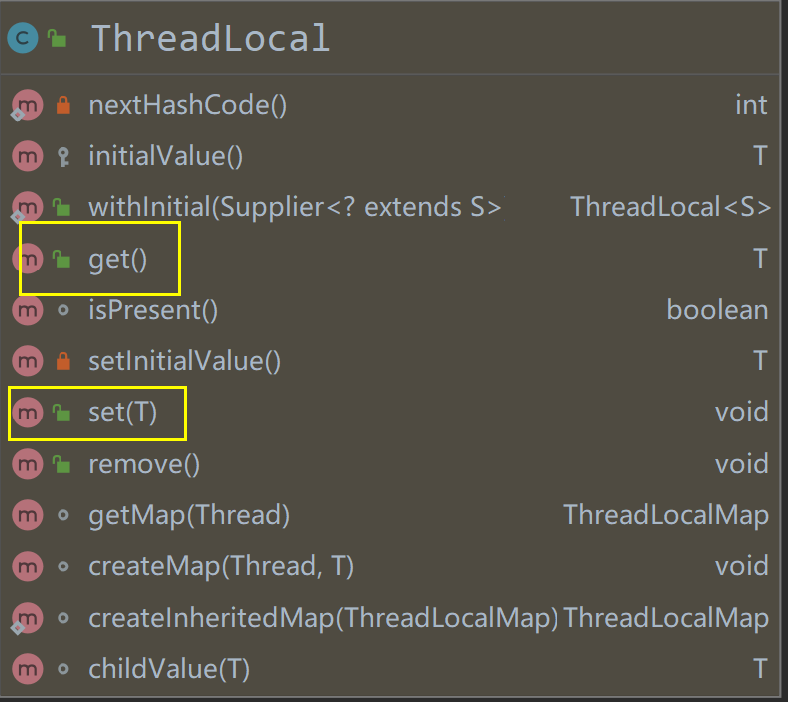 C ThreadLocal
m nextHashCode() int
m initialValue() T
m withInitial(Supplier<? extends S> ThreadLocal<S>
m get() T
m isPresent() boolean
m setInitialValue() T
m set(T) void
m remove() void
m getMap(Thread) ThreadLocalMap
m createMap(Thread, T) void
m createInheritedMap(ThreadLocalMap) ThreadLocalMap
m childValue(T) T